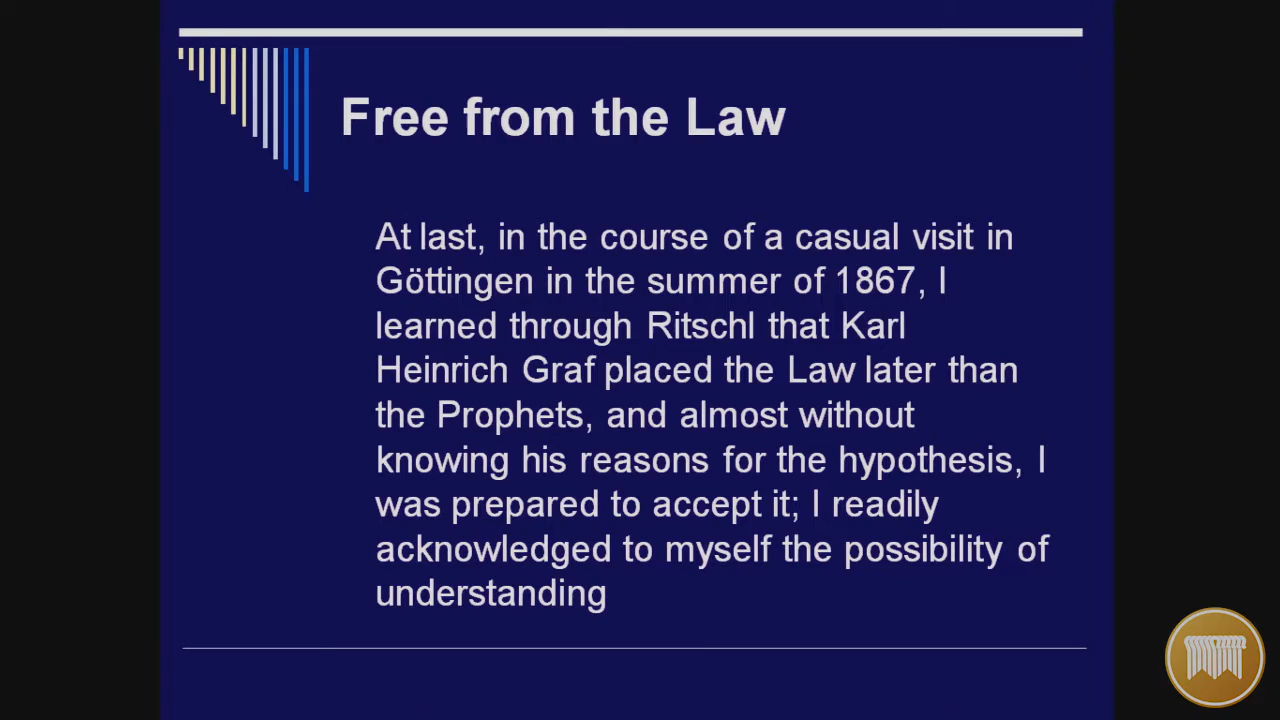 Free from the Law
At last, in the course of a casual visit in
Göttingen in the summer of 1867, I
learned through Ritschl that Karl
Heinrich Graf placed the Law later than
the Prophets, and almost without
knowing his reasons for the hypothesis, I
was prepared to accept it; I readily
acknowledged to myself the possibility of
understanding